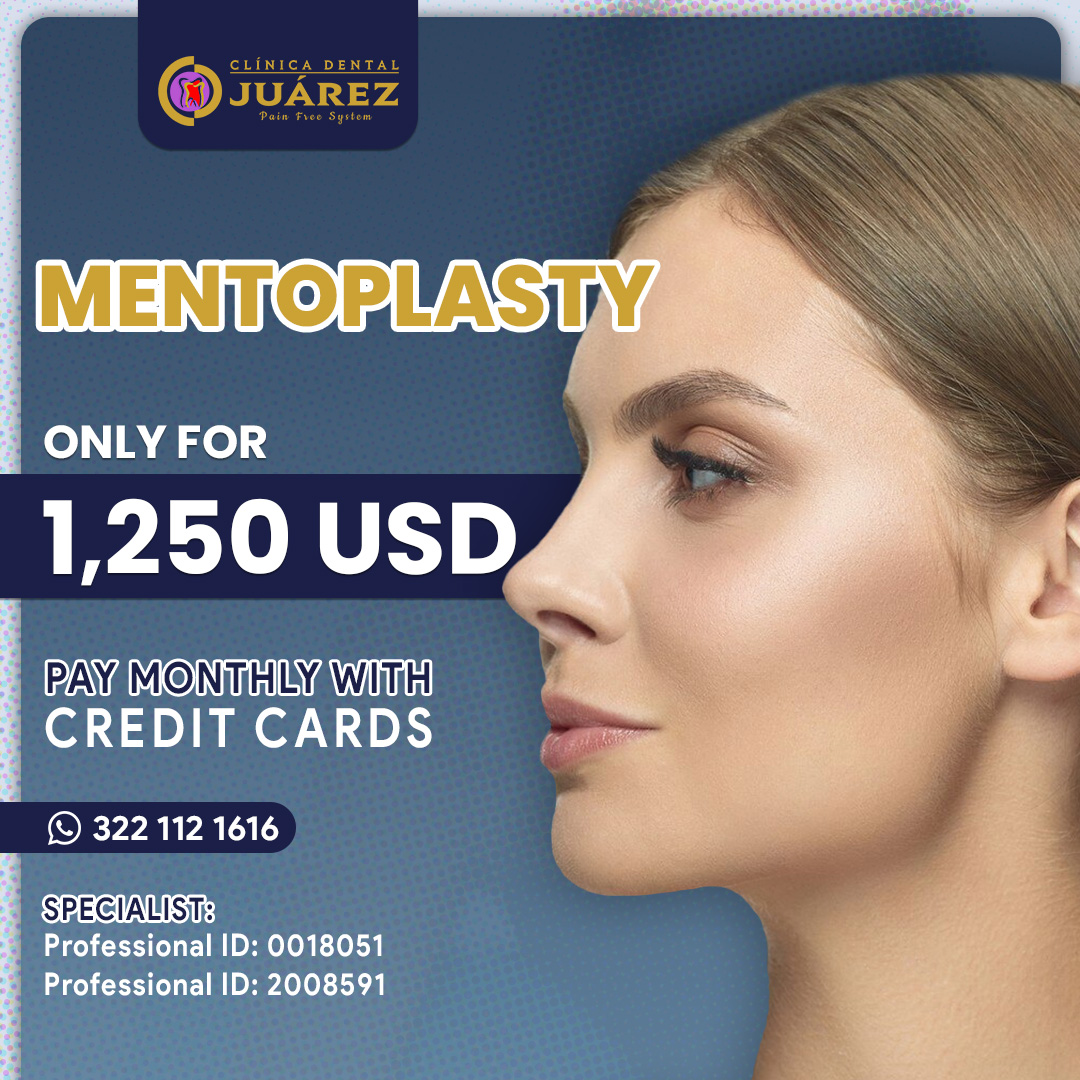 CLÍNICA DENTAL
JUÁREZ
Pain Free System
MENTOPLASTY
ONLY FOR
1,250 USD
PAY MONTHLY WITH
CREDIT CARDS
322 112 1616
SPECIALIST:
Professional ID: 0018051
Professional ID: 2008591